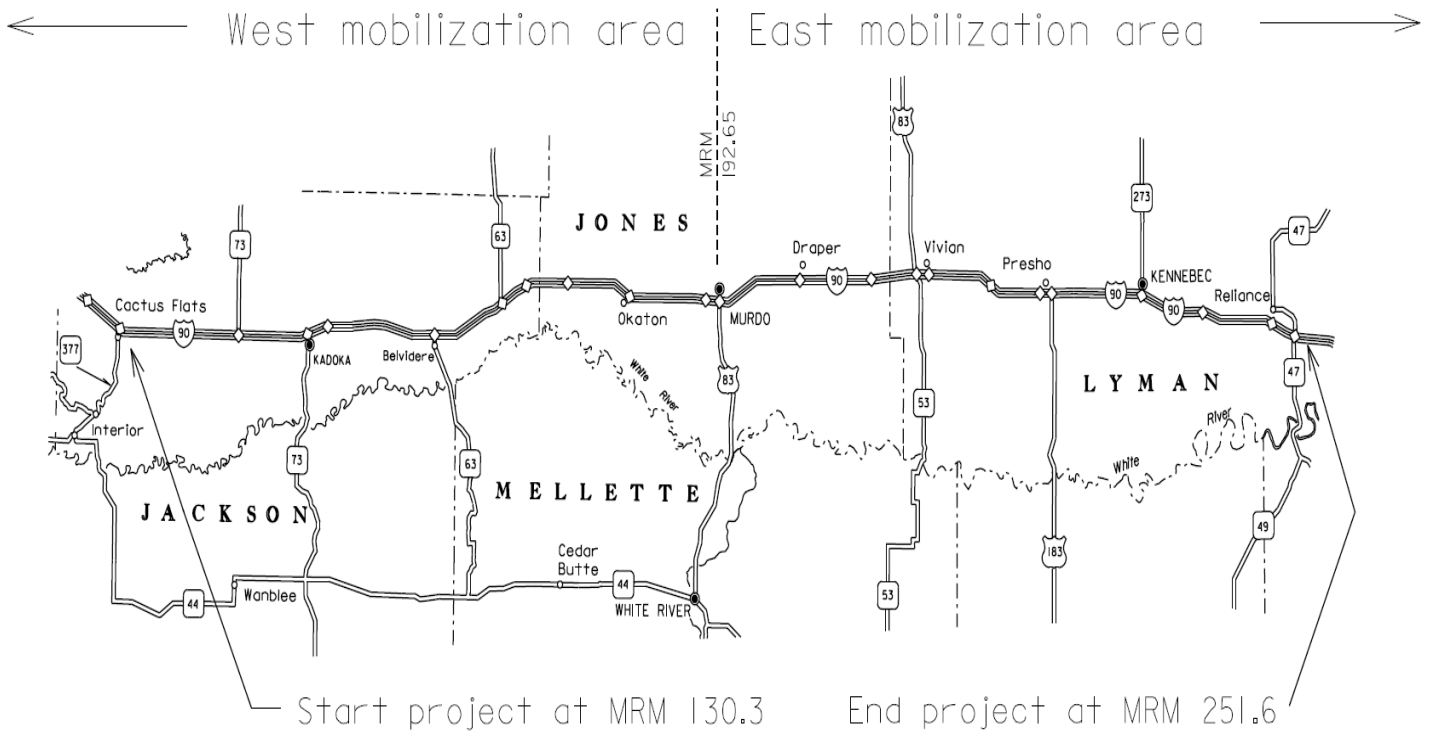 West mobilization area
East mobilization area
MRM
192.65
83
JONES
273
47
73
63
Draper
Vivian
Presho
KENNEBEC
Reliance
Cactus Flats
90
90
90
90
Okaton
MURDO
377
KADOKA
Belvidere
White
River
83
LYMAN
47
53
Interior
River
73
63
White
MELLETTE
JACKSON
49
183
Cedar
Butte
44
44
Wanblee
WHITE RIVER
53
Start project at MRM 130.3
End project at MRM 251.6